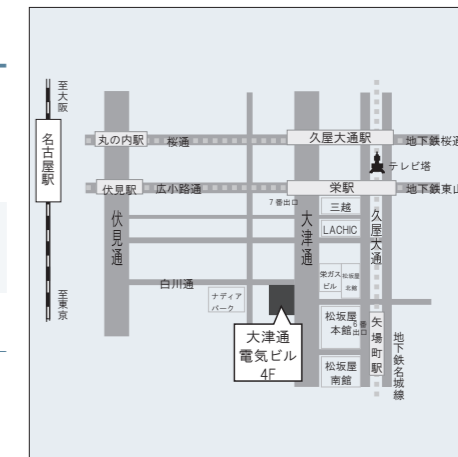 至大阪
名古屋駅
至東京
丸の内駅
桜通
久屋大通駅
地下鉄桜通
テレビ塔
伏見駅
広小路通
栄駅
地下鉄東山
7番出口
三越
LACHIC
伏見通
大津通
久屋大通
白川通
ナディア
パーク
栄ガス
ビル
松坂屋
北館
大津通
電気ビル
4F
松坂屋
本館
6番
出口
矢場町駅
松坂屋
南館
地下鉄名城線